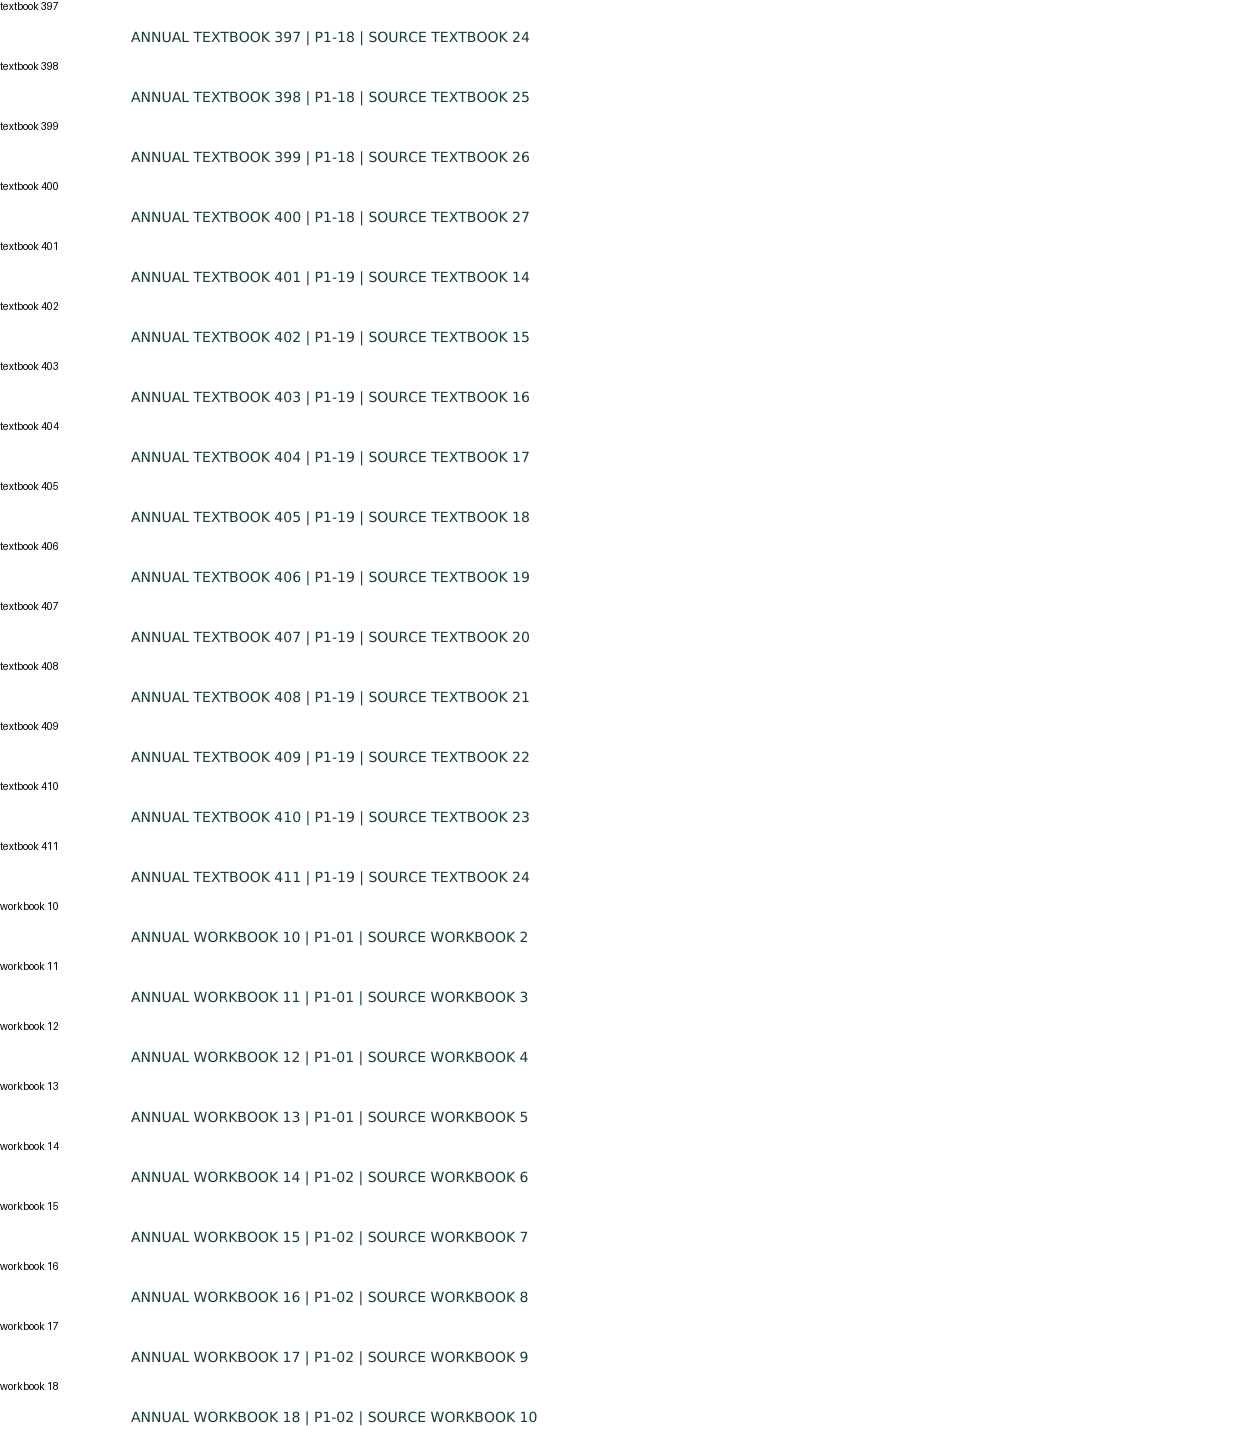 textbook 397
ANNUAL TEXTBOOK 397 | P1-18 | SOURCE TEXTBOOK 24
textbook 398
ANNUAL TEXTBOOK 398 | P1-18 | SOURCE TEXTBOOK 25
textbook 399
ANNUAL TEXTBOOK 399 | P1-18 | SOURCE TEXTBOOK 26
textbook 400
ANNUAL TEXTBOOK 400 | P1-18 | SOURCE TEXTBOOK 27
textbook 401
ANNUAL TEXTBOOK 401 | P1-19 | SOURCE TEXTBOOK 14
textbook 402
ANNUAL TEXTBOOK 402 | P1-19 | SOURCE TEXTBOOK 15
textbook 403
ANNUAL TEXTBOOK 403 | P1-19 | SOURCE TEXTBOOK 16
textbook 404
ANNUAL TEXTBOOK 404 | P1-19 | SOURCE TEXTBOOK 17
textbook 405
ANNUAL TEXTBOOK 405 | P1-19 | SOURCE TEXTBOOK 18
textbook 406
ANNUAL TEXTBOOK 406 | P1-19 | SOURCE TEXTBOOK 19
textbook 407
ANNUAL TEXTBOOK 407 | P1-19 | SOURCE TEXTBOOK 20
textbook 408
ANNUAL TEXTBOOK 408 | P1-19 | SOURCE TEXTBOOK 21
textbook 409
ANNUAL TEXTBOOK 409 | P1-19 | SOURCE TEXTBOOK 22
textbook 410
ANNUAL TEXTBOOK 410 | P1-19 | SOURCE TEXTBOOK 23
textbook 411
ANNUAL TEXTBOOK 411 | P1-19 | SOURCE TEXTBOOK 24
workbook 10
ANNUAL WORKBOOK 10 | P1-01 | SOURCE WORKBOOK 2
workbook 11
ANNUAL WORKBOOK 11 | P1-01 | SOURCE WORKBOOK 3
workbook 12
ANNUAL WORKBOOK 12 | P1-01 | SOURCE WORKBOOK 4
workbook 13
ANNUAL WORKBOOK 13 | P1-01 | SOURCE WORKBOOK 5
workbook 14
ANNUAL WORKBOOK 14 | P1-02 | SOURCE WORKBOOK 6
workbook 15
ANNUAL WORKBOOK 15 | P1-02 | SOURCE WORKBOOK 7
workbook 16
ANNUAL WORKBOOK 16 | P1-02 | SOURCE WORKBOOK 8
workbook 17
ANNUAL WORKBOOK 17 | P1-02 | SOURCE WORKBOOK 9
workbook 18
ANNUAL WORKBOOK 18 | P1-02 | SOURCE WORKBOOK 10